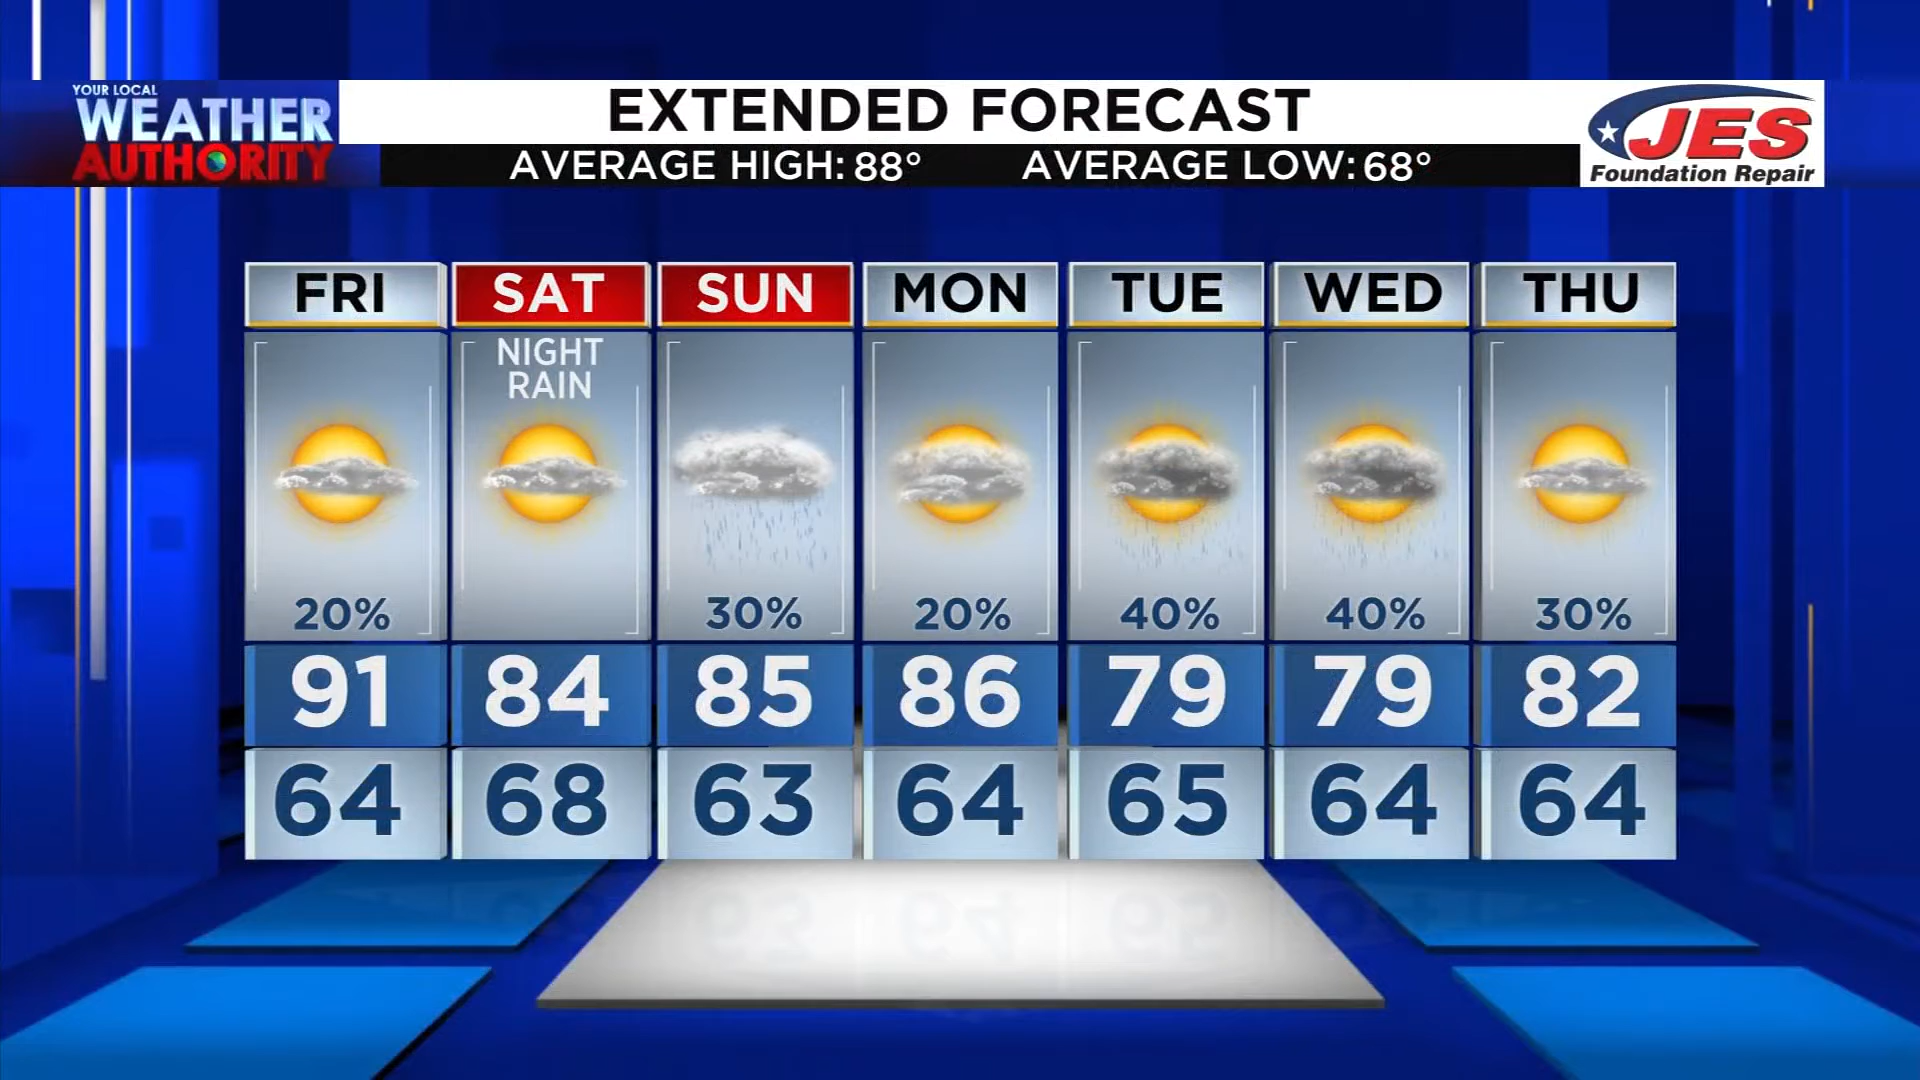 YOUR LOCAL
WEATHER
AUTHORITY
EXTENDED FORECAST
AVERAGE HIGH: 88° AVERAGE LOW: 68°
JES
Foundation Repair
FRI SAT SUN MON TUE WED THU
NIGHT
RAIN
20% 30% 20% 40% 40% 30%
91 84 85 86 79 79 82
64 68 63 64 65 64 64